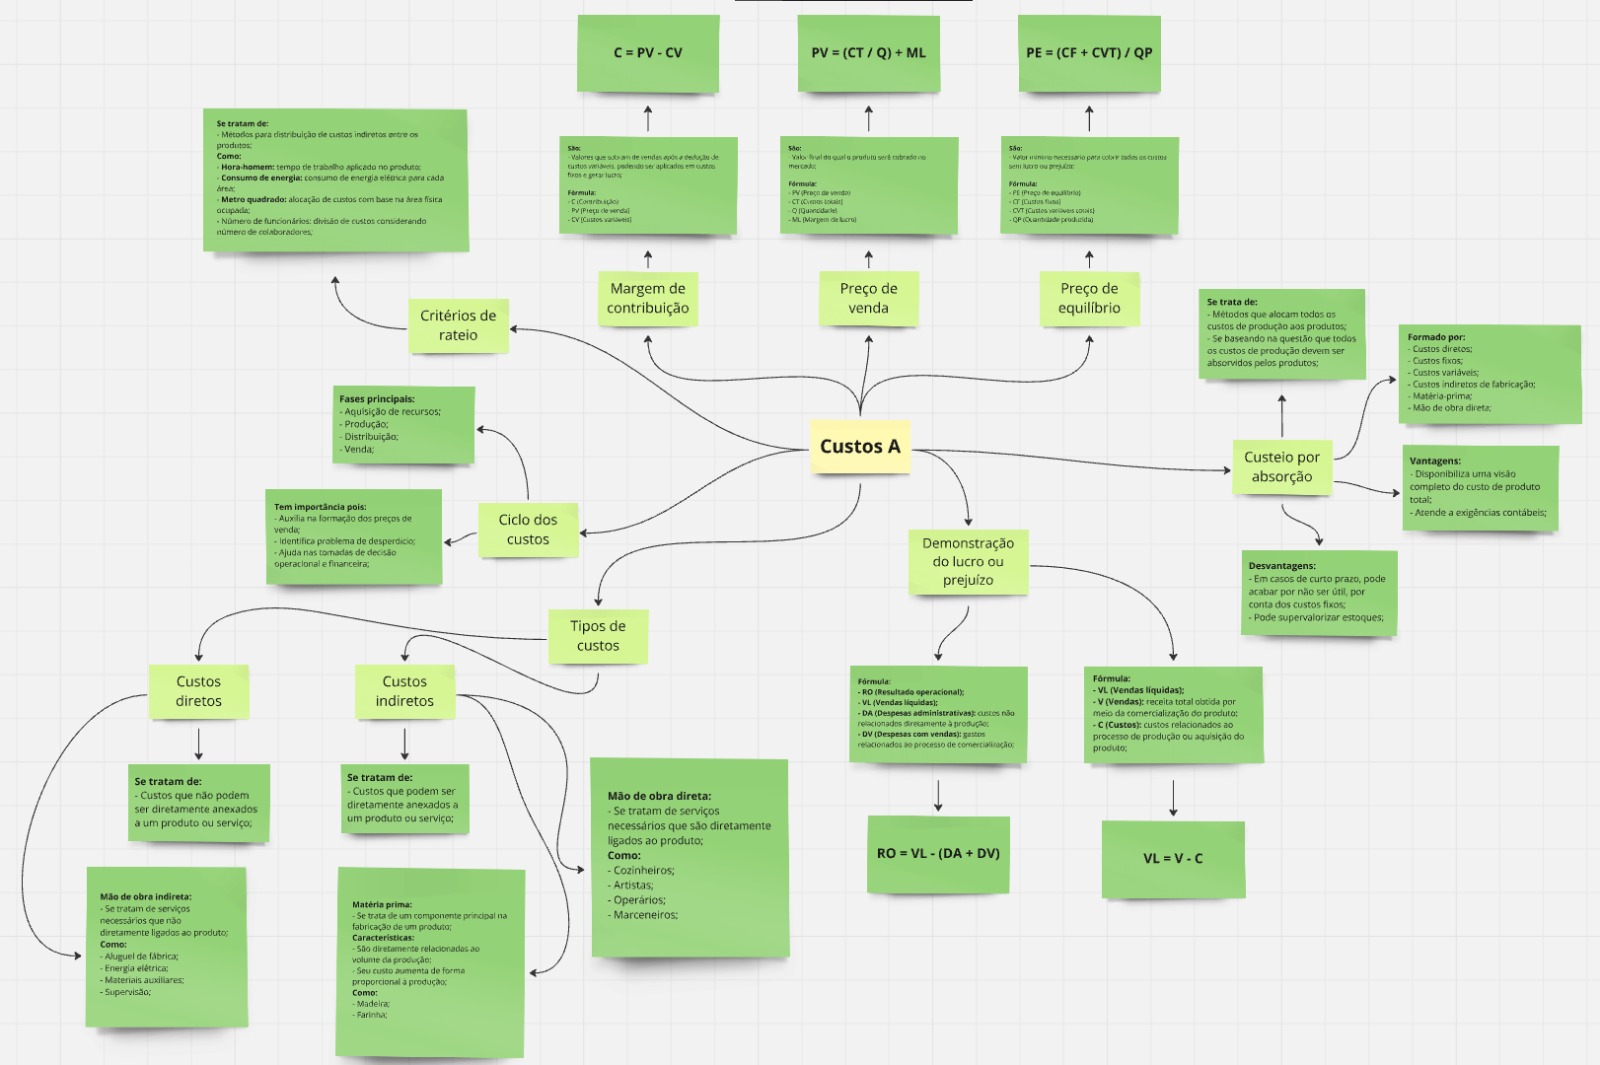 C = PV - CV
PV = (CT / Q) + ML
PE = (CF + CVT) / QP
Se tratam de:
- Métodos para distribuição de custos indiretos entre os
produtos;
Como:
- Hora-homem: tempo de trabalho aplicado no produto;
- Consumo de energia: consumo de energia elétrica para cada
área;
- Metro quadrado: alocação de custos com base na área física
ocupada;
- Número de funcionários: divisão de custos considerando
número de colaboradores;
São:
- Valores que sobram de vendas após a dedução de
custos variáveis, podendo ser aplicados em custos
fixos e gerar lucro;
Fórmula:
- C (Contribuição)
- PV (Preço de venda)
- CV (Custos variáveis)
São:
- Valor final do qual o produto será cobrado no
mercado;
Fórmula:
- PV (Preço de venda)
- CT (Custos totais)
- Q (Quantidade)
- ML (Margem de lucro)
São:
- Valor mínimo necessário para cobrir todos os custos
sem lucro ou prejuízo;
Fórmula:
- PE (Preço de equilíbrio)
- CF (Custos fixos)
- CVT (Custos variáveis totais)
- QP (Quantidade produzida)
Margem de
contribuição
Preço de
venda
Preço de
equilíbrio
Critérios de
rateio
Se trata de:
- Métodos que alocam todos os
custos de produção aos produtos;
- Se baseando na questão que todos
os custos de produção devem ser
absorvidos pelos produtos;
Formado por:
- Custos diretos;
- Custos fixos;
- Custos variáveis;
- Custos indiretos de fabricação;
- Matéria-prima;
- Mão de obra direta;
Fases principais:
- Aquisição de recursos;
- Produção;
- Distribuição;
- Venda;
Custos A
Custeio por
absorção
Vantagens:
- Disponibiliza uma visão
completo do custo de produto
total;
- Atende a exigências contábeis;
Tem importância pois:
- Auxilia na formação dos preços de
venda;
- Identifica problema de desperdício;
- Ajuda nas tomadas de decisão
operacional e financeira;
Ciclo dos
custos
Demonstração
do lucro ou
prejuízo
Desvantagens:
- Em casos de curto prazo, pode
acabar por não ser útil, por
conta dos custos fixos;
- Pode supervalorizar estoques;
Tipos de
custos
Custos
diretos
Custos
indiretos
Fórmula:
- RO (Resultado operacional);
- VL (Vendas líquidas);
- DA (Despesas administrativas): custos não
relacionados diretamente à produção;
- DV (Despesas com vendas): gastos
relacionados ao processo de comercialização;
Fórmula:
- VL (Vendas líquidas);
- V (Vendas): receita total obtida por
meio da comercialização do produto;
- C (Custos): custos relacionados ao
processo de produção ou aquisição do
produto;
Se tratam de:
- Custos que não podem
ser diretamente anexados
a um produto ou serviço;
Se tratam de:
- Custos que podem ser
diretamente anexados a
um produto ou serviço;
Mão de obra direta:
- Se tratam de serviços
necessários que são diretamente
ligados ao produto;
Como:
- Cozinheiros;
- Artistas;
- Operários;
- Marceneiros;
RO = VL - (DA + DV)
VL = V - C
Mão de obra indireta:
- Se tratam de serviços
necessários que não
diretamente ligados ao produto;
Como:
- Aluguel de fábrica;
- Energia elétrica;
- Materiais auxiliares;
- Supervisão;
Matéria prima:
- Se trata de um componente principal na
fabricação de um produto;
Características:
- São diretamente relacionadas ao
volume da produção;
- Seu custo aumenta de forma
proporcional a produção;
Como:
- Madeira;
- Farinha;